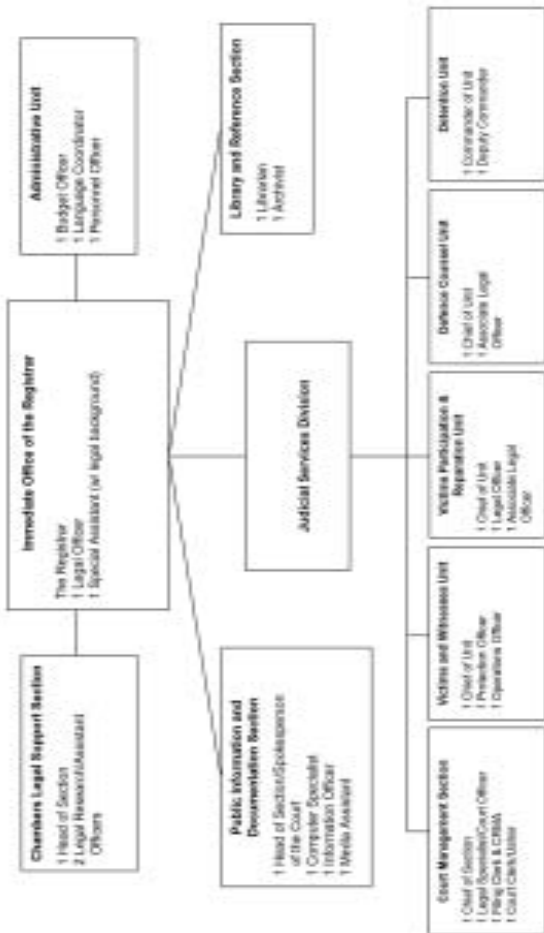 Chambers Legal Support Section
1 Head of Section
2 Legal Research/Assistant
Officers
Immediate Office of the Registrar
The Registrar
1 Legal Officer
1 Special Assistant (w/ legal background)
Administrative Unit
1 Budget Officer
1 Language Coordinator
1 Personnel Officer
Public Information and
Documentation Section
1 Head of Section/Spokesperson
of the Court
1 Computer Specialist
1 Information Officer
1 Media Assistant
Judicial Services Division
Library and Reference Section
1 Librarian
1 Archivist
Court Management Section
1 Chief of Section
1 Legal Specialist/Court Officer
1 Filing Clerk &
1 Court Clerk/Usher
Victims and Witnesses Unit
1 Chief of Unit
1 Protection Officer
1 Operations Officer
Victims Participation &
Reparation Unit
1 Chief of Unit
1 Legal Officer
1 Associate Legal
Officer
Defence Counsel Unit
1 Chief of Unit
1 Associate Legal
Officer
Detention Unit
1 Commander of Unit
1 Deputy Commander